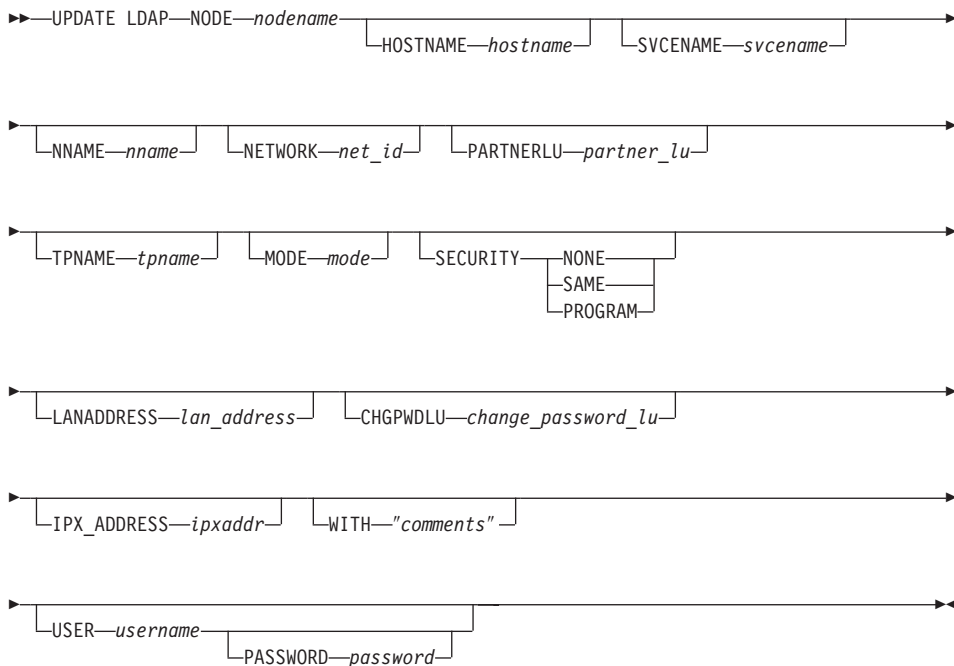 UPDATE LDAP NODE nodename
HOSTNAME hostname SVCENAME svcename
NNAME nname NETWORK net_id PARTNERLU partner_lu
TPNAME tpname MODE mode SECURITY NONE
SAME
PROGRAM
LANADDRESS lan_address CHGPWDLU change_password_lu
IPX_ADDRESS ipxaddr WITH "comments"
USER username
PASSWORD password